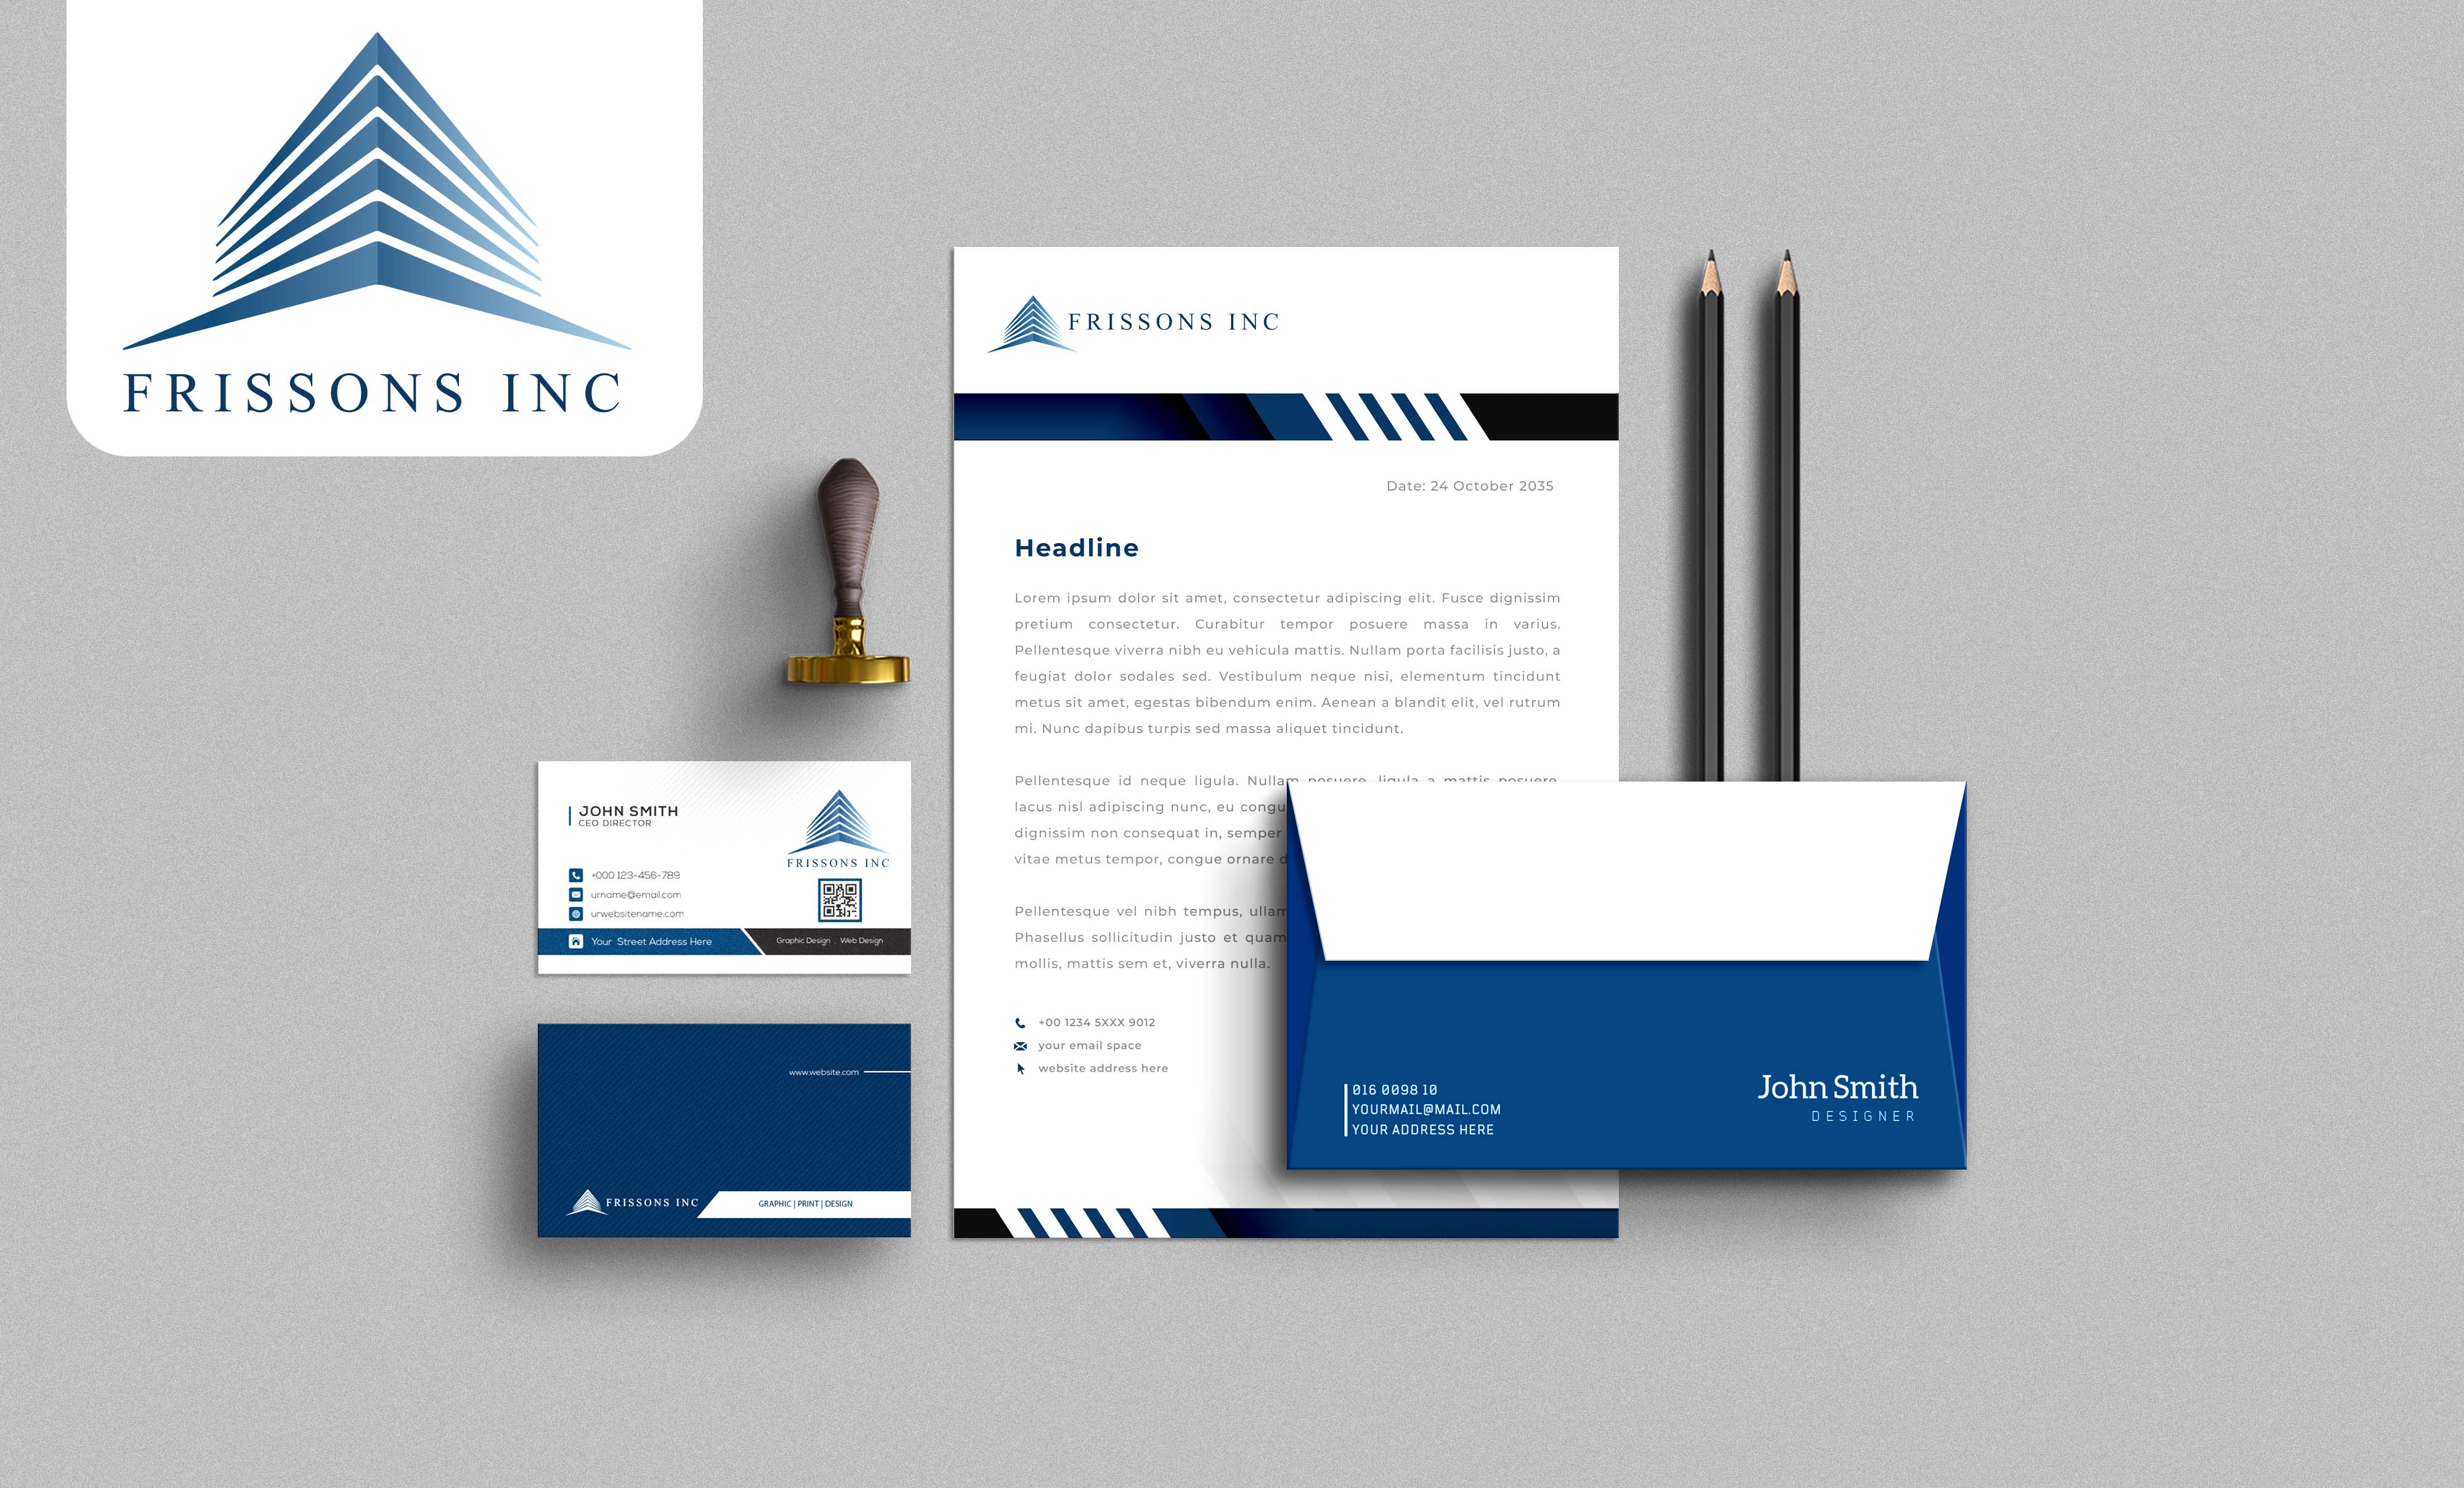 FRISSONS INC
FRISSONS INC
Date: 24 October 2035
Headline
Lorem ipsum dolor sit amet, consectetur adipiscing elit. Fusce dignissim
pretium consectetur. Curabitur tempor posuere massa in varius.
Pellentesque viverra nibh eu vehicula mattis. Nullam porta facilisis justo, a
feugiat dolor sodales sed. Vestibulum neque nisi, elementum tincidunt
metus sit amet, egestas bibendum enim. Aenean a blandit elit, vel rutrum
mi. Nunc dapibus turpis sed massa aliquet tincidunt.
Pellentesque id neque ligula. Nullam posuere, ligula a mattis posuere,
lacus nisl adipiscing nunc, eu congu
dignissim non consequat in, semper
vitae metus tempor, congue ornare d
Pellentesque vel nibh tempus, ullam
Phasellus sollicitudin justo et quam
mollis, mattis sem et, viverra nulla.
+00 1234 5XXX 9012
your email space
website address here
JOHN SMITH
CEO DIRECTOR
FRISSONS INC
+000 123-456-789
urname@email.com
urwebsitename.com
Your Street Address Here
Graphic Design . Web Design
www.website.com
FRISSONS INC
GRAPHIC | PRINT | DESIGN
016 0098 10
YOURMAIL@MAIL.COM
YOUR ADDRESS HERE
John Smith
DESIGNER